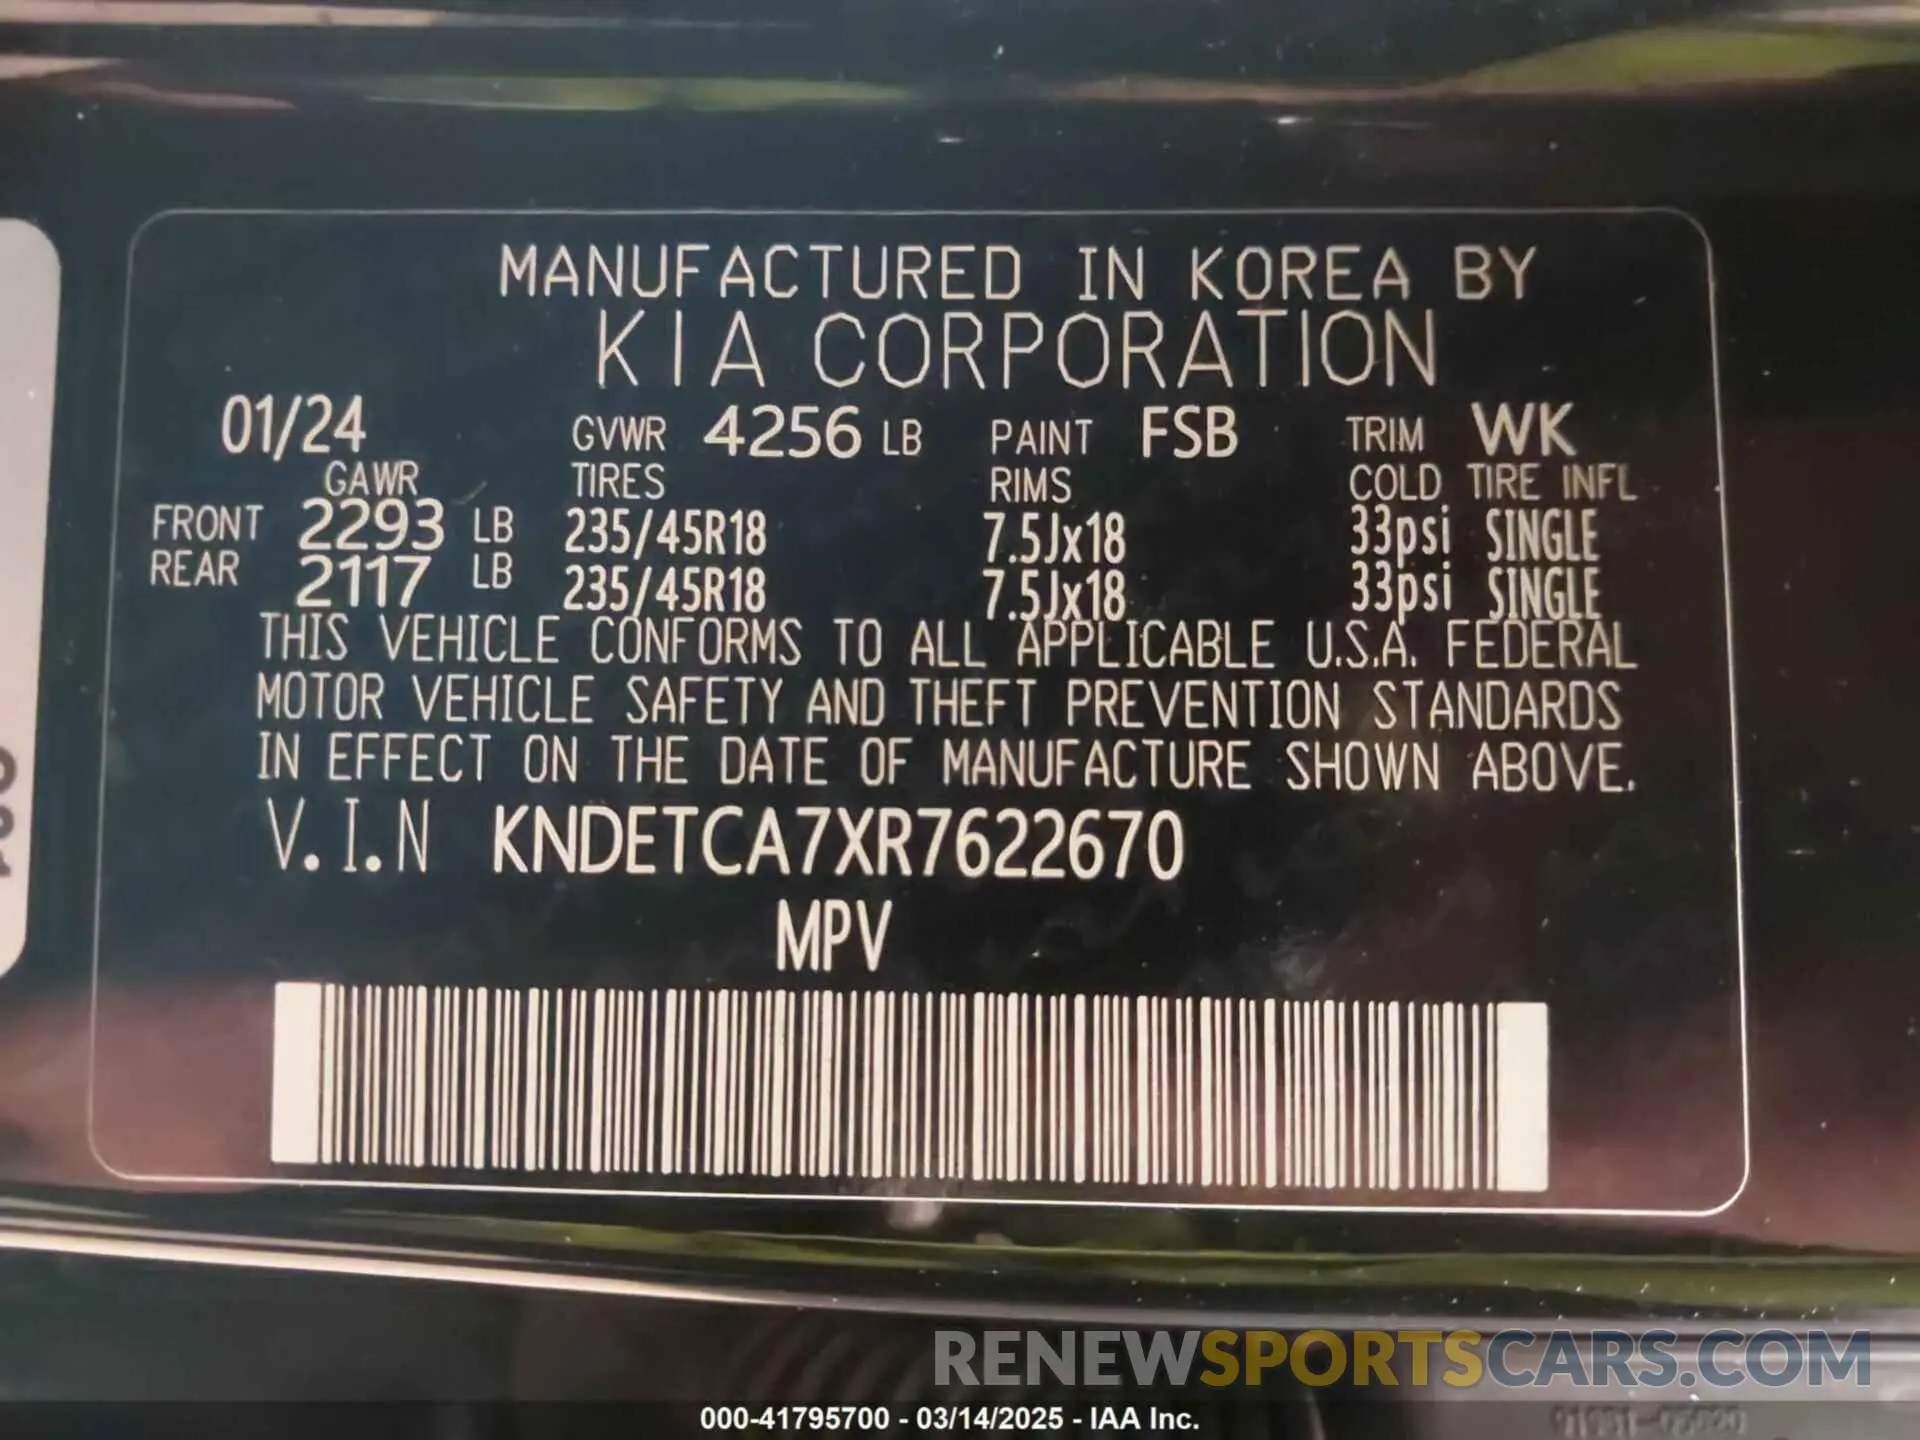 MANUFACTURED IN KOREA BY
KIA CORPORATION
01/24 GVWR 4256 LB PAINT FSB TRIM WK
GAWR TIRES RIMS COLD TIRE INFL
FRONT 2293 LB 235/45R18 7.5Jx18 33psi SINGLE
REAR 2117 LB 235/45R18 7.5Jx18 33psi SINGLE
THIS VEHICLE CONFORMS TO ALL APPLICABLE U.S.A. FEDERAL
MOTOR VEHICLE SAFETY AND THEFT PREVENTION STANDARDS
IN EFFECT ON THE DATE OF MANUFACTURE SHOWN ABOVE.
V.I.N KNDETCA7XR7622670
MPV
RENEWSPORTSCARS.COM
000-41795700 - 03/14/2025 - IAA Inc.